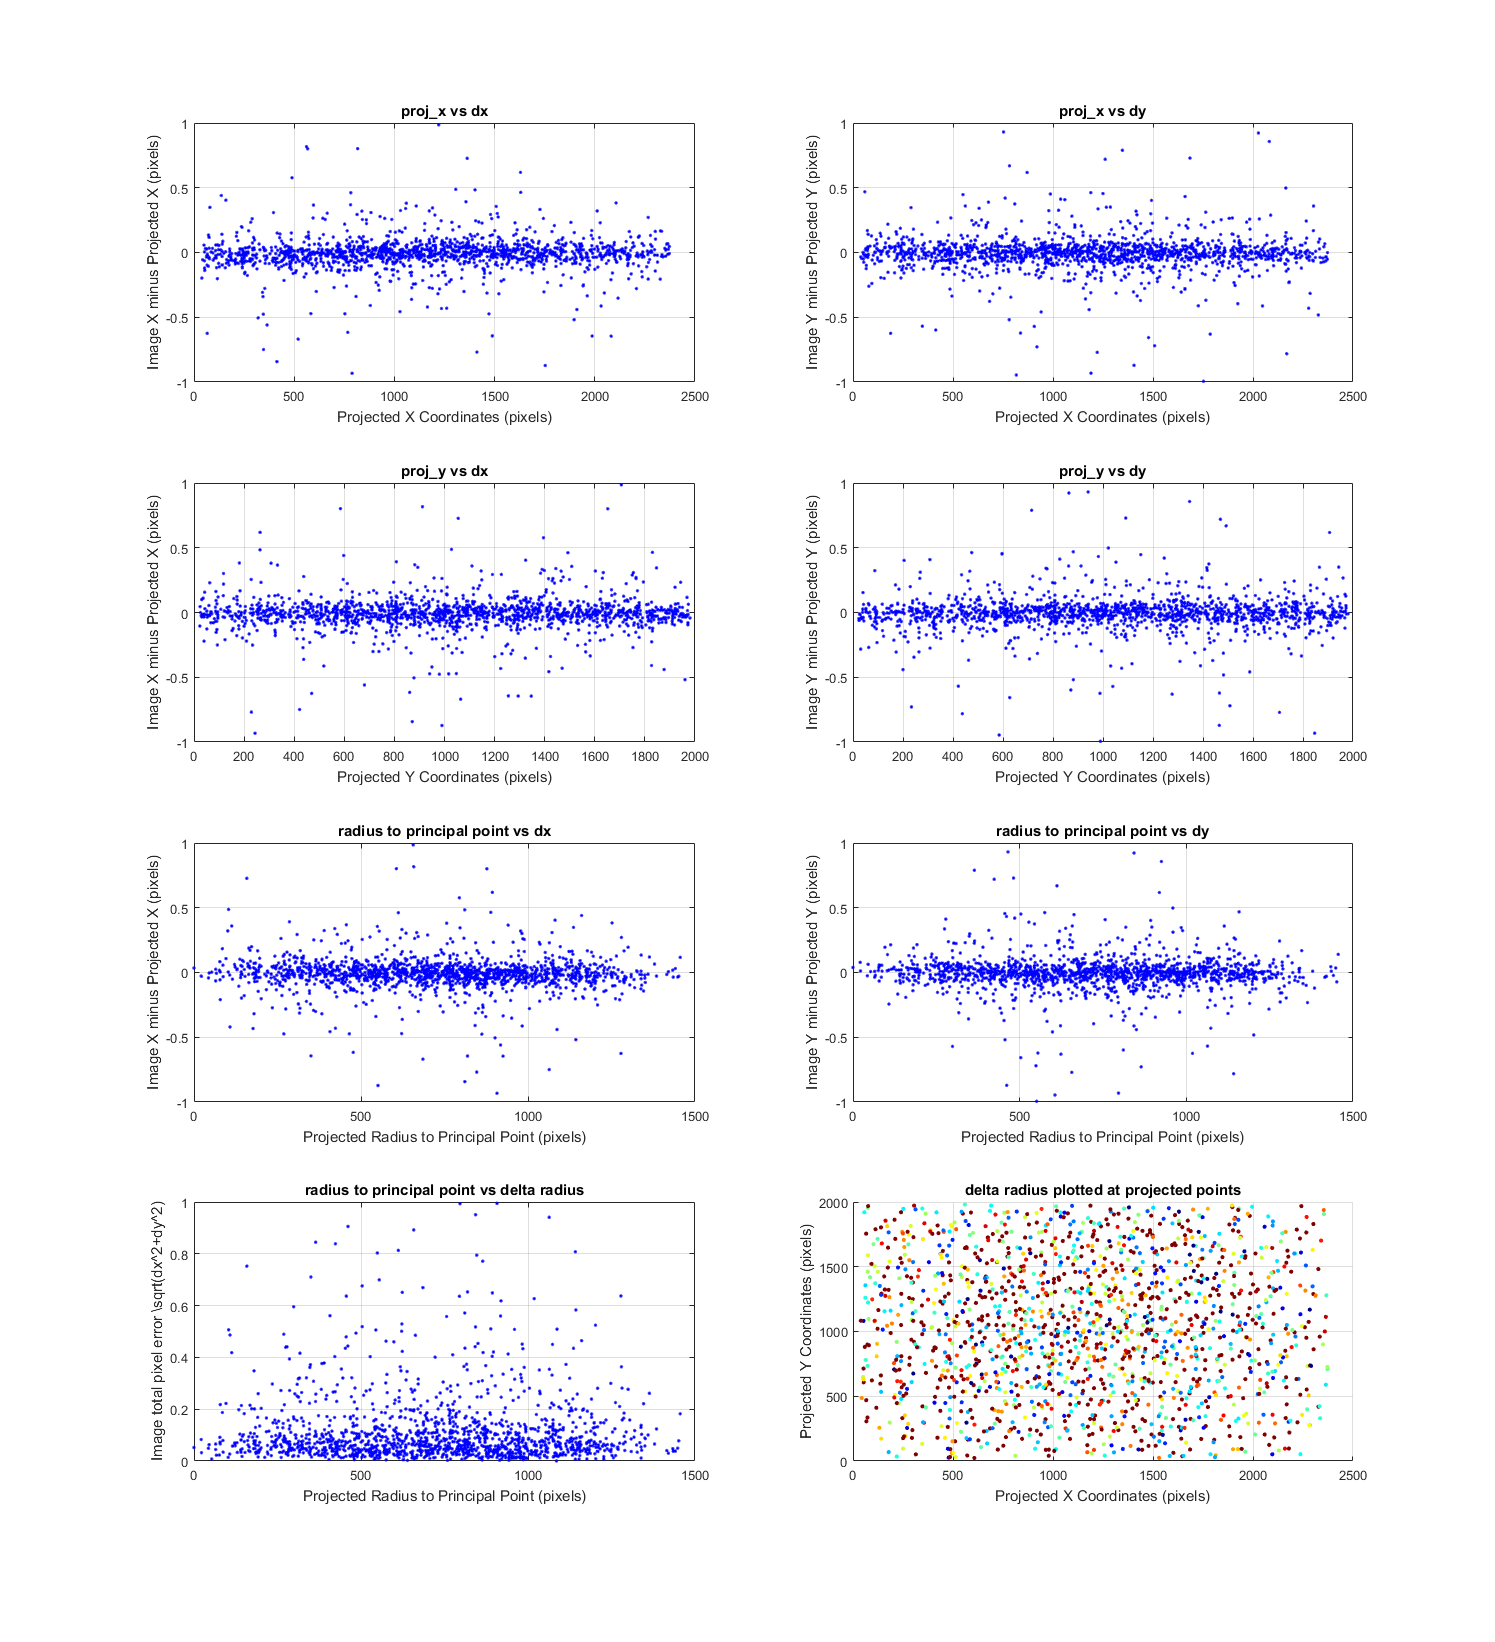 proj_x vs dx
Image X minus Projected X (pixels)
1
0.5
0
-0.5
-1
0 500 1000 1500 2000 2500
Projected X Coordinates (pixels)
proj_x vs dy
Image Y minus Projected Y (pixels)
1
0.5
0
-0.5
-1
0 500 1000 1500 2000 2500
Projected X Coordinates (pixels)
proj_y vs dx
Image X minus Projected X (pixels)
1
0.5
0
-0.5
-1
0 200 400 600 800 1000 1200 1400 1600 1800 2000
Projected Y Coordinates (pixels)
proj_y vs dy
Image Y minus Projected Y (pixels)
1
0.5
0
-0.5
-1
0 200 400 600 800 1000 1200 1400 1600 1800 2000
Projected Y Coordinates (pixels)
radius to principal point vs dx
Image X minus Projected X (pixels)
1
0.5
0
-0.5
-1
0 500 1000 1500
Projected Radius to Principal Point (pixels)
radius to principal point vs dy
Image Y minus Projected Y (pixels)
1
0.5
0
-0.5
-1
0 500 1000 1500
Projected Radius to Principal Point (pixels)
radius to principal point vs delta radius
Image total pixel error \sqrt(dx^2+dy^2)
1
0.8
0.6
0.4
0.2
0
0 500 1000 1500
Projected Radius to Principal Point (pixels)
delta radius plotted at projected points
Projected Y Coordinates (pixels)
2000
1500
1000
500
0
0 500 1000 1500 2000 2500
Projected X Coordinates (pixels)